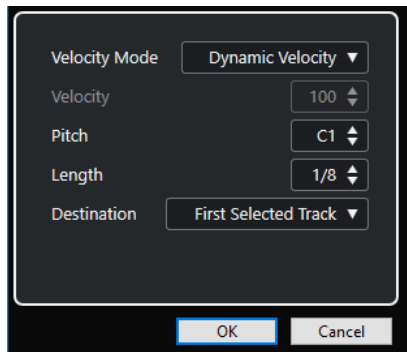 Velocity Mode Dynamic Velocity
Velocity 100
Pitch C1
Length 1/8
Destination First Selected Track
OK Cancel